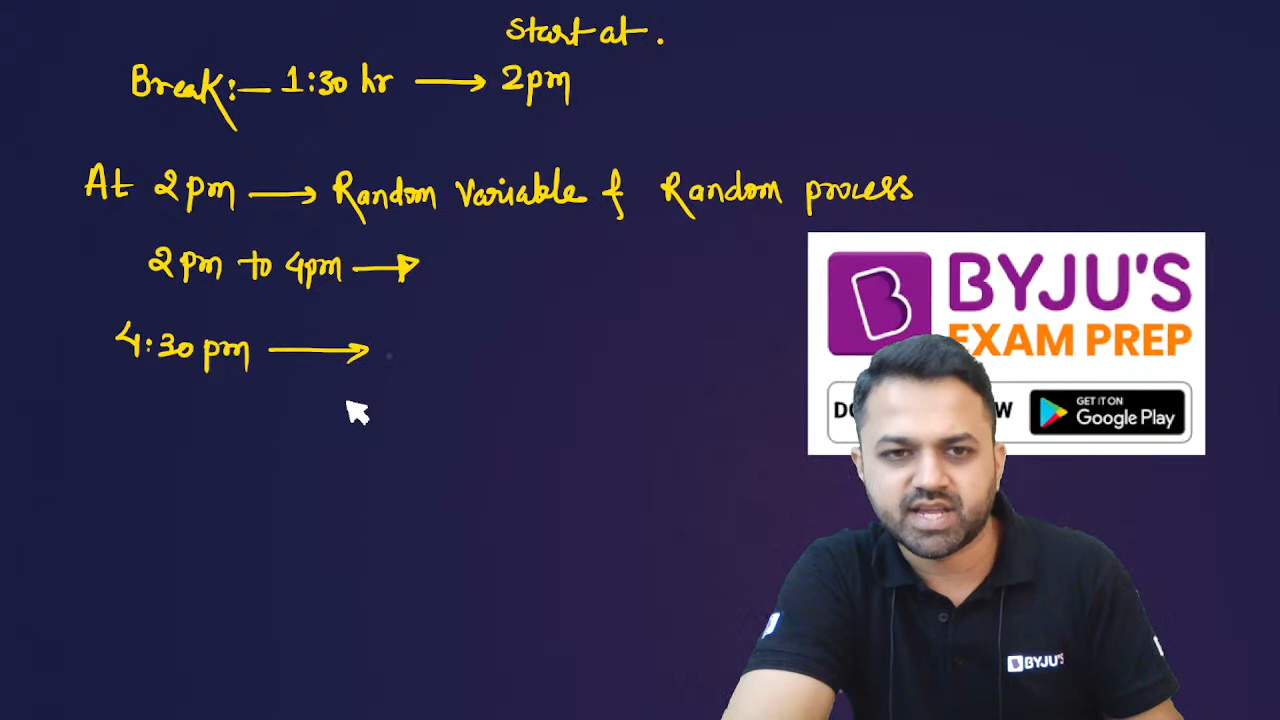 Start at.
Break:- 1:30 hr → 2pm
At 2pm → Random Variable & Random process
2pm to 4pm →
4:30 pm →
BYJU'S
EXAM PREP
GET IT ON
Google Play
BYJU'S